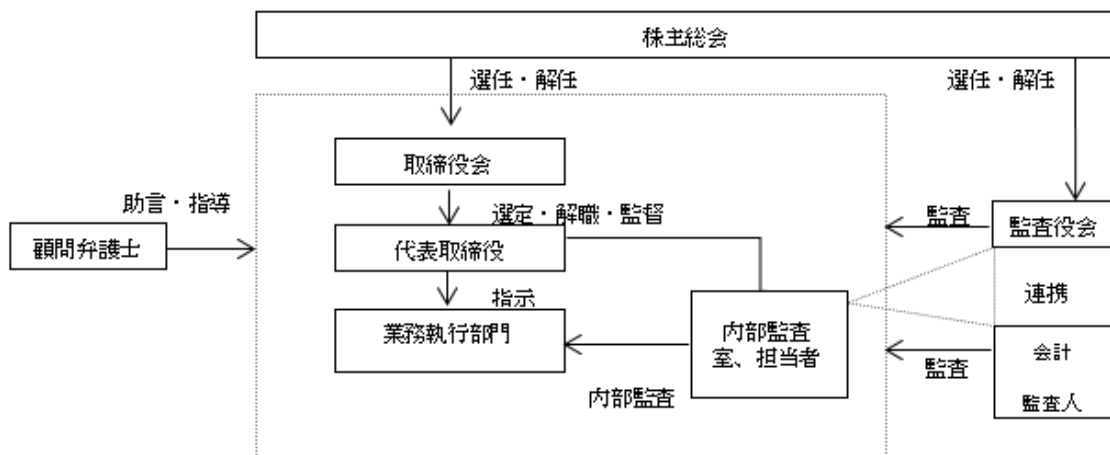 株主総会
選任・解任
選任・解任
取締役会
助言・指導
選定・解職・監督
監査
監査役会
顧問弁護士
代表取締役
指示
連携
業務執行部門
内部監査
室、担当者
会計
監査人
監査
内部監査